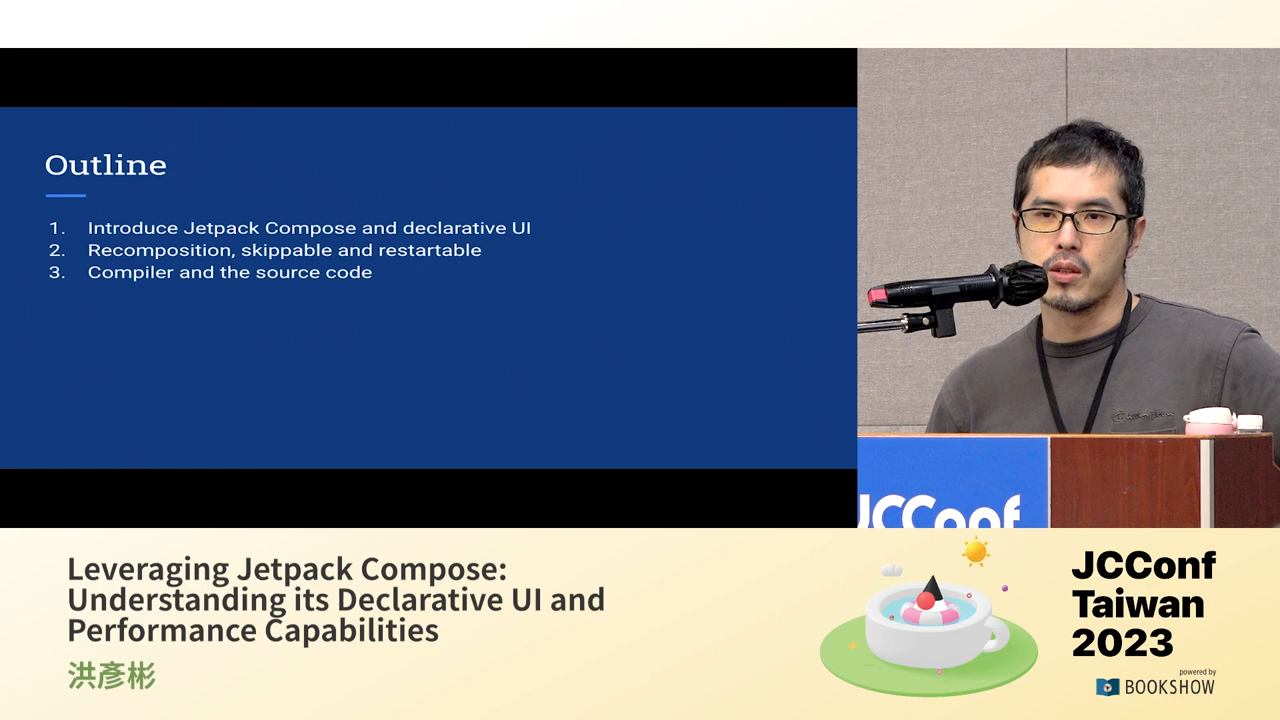 Outline
1. Introduce Jetpack Compose and declarative UI
2. Recomposition, skippable and restartable
3. Compiler and the source code
Champion
JCConf
Leveraging Jetpack Compose:
Understanding its Declarative UI and
Performance Capabilities
洪彥彬
JCConf
Taiwan
2023
powered by
BOOKSHOW